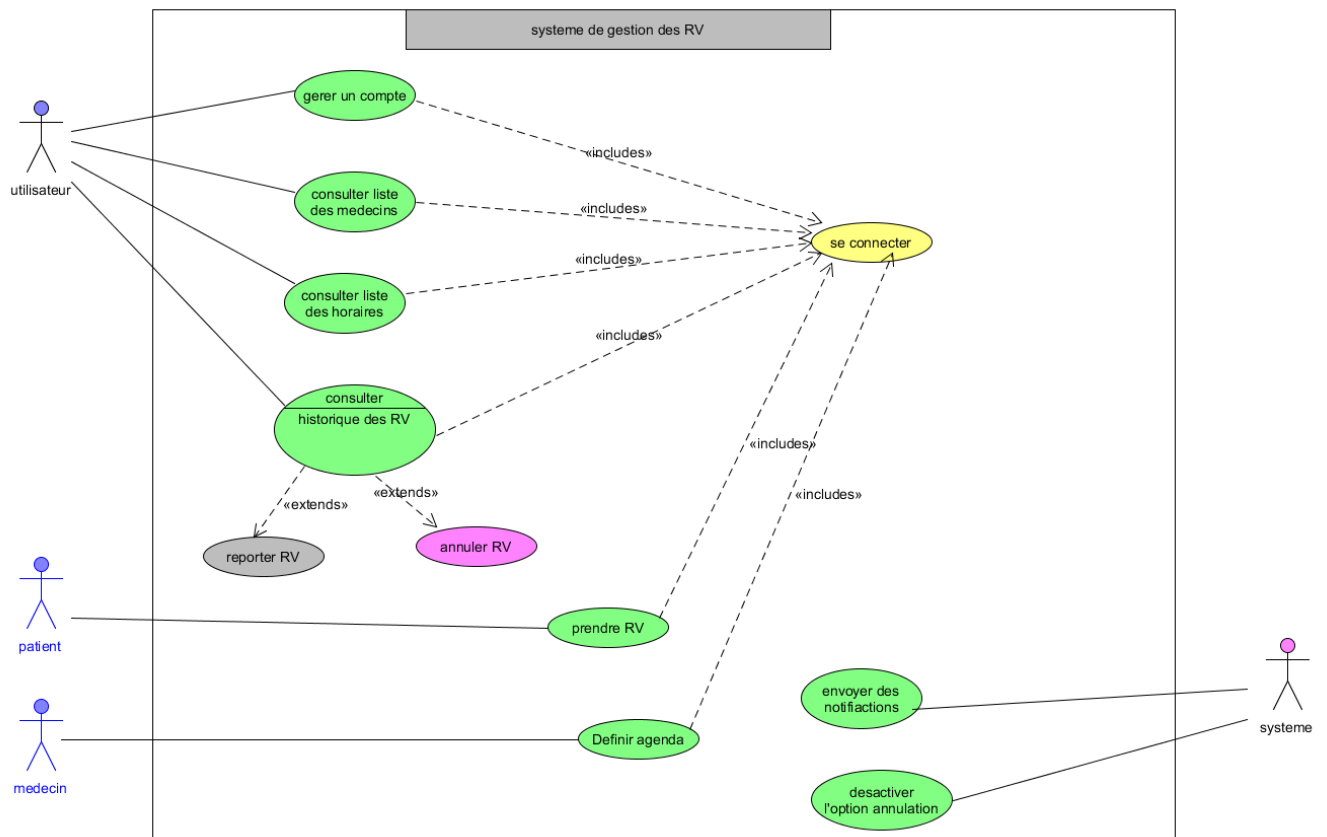 systeme de gestion des RV
gerer un compte
«includes»
utilisateur
consulter liste
des medecins
«includes»
se connecter
«includes»
consulter liste
des horaires
«includes»
consulter
historique des RV
«includes»
«extends»
«extends»
«includes»
reporter RV
annuler RV
patient
prendre RV
medecin
Definir agenda
envoyer des
notifiactions
systeme
desactiver
l'option annulation